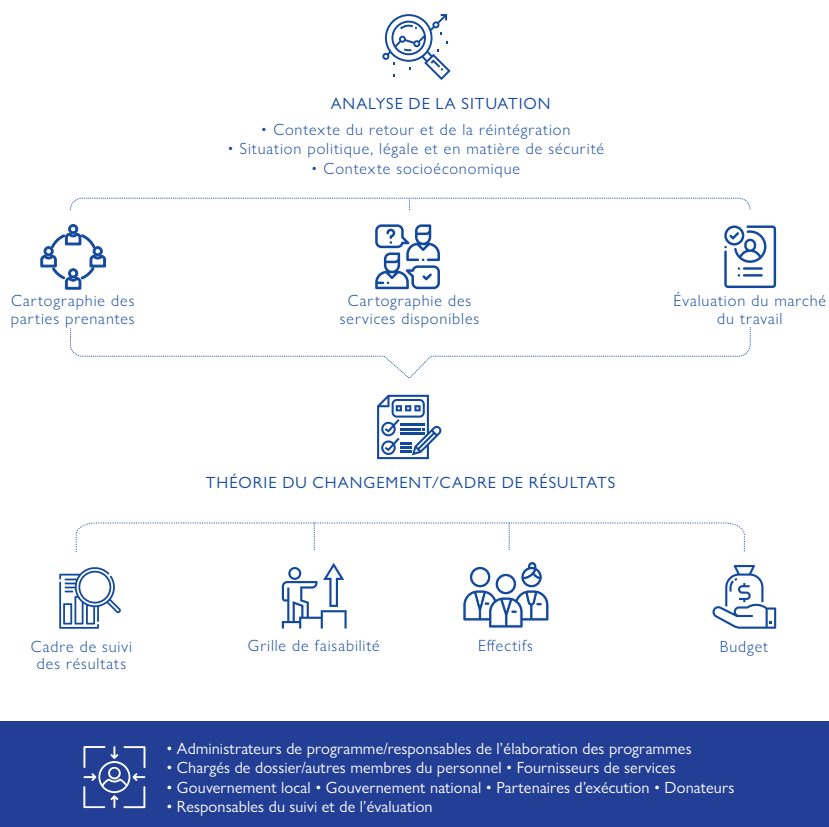 ANALYSE DE LA SITUATION
• Contexte du retour et de la réintégration
• Situation politique, légale et en matière de sécurité
• Contexte socioéconomique
?
Cartographie des
parties prenantes
Cartographie des
services disponibles
Évaluation du marché
du travail
THÉORIE DU CHANGEMENT/CADRE DE RÉSULTATS
$
Cadre de suivi
des résultats
Grille de faisabilité
Effectifs
Budget
• Administrateurs de programme/responsables de l’élaboration des programmes
• Chargés de dossier/autres membres du personnel • Fournisseurs de services
• Gouvernement local • Gouvernement national • Partenaires d’exécution • Donateurs
• Responsables du suivi et de l’évaluation